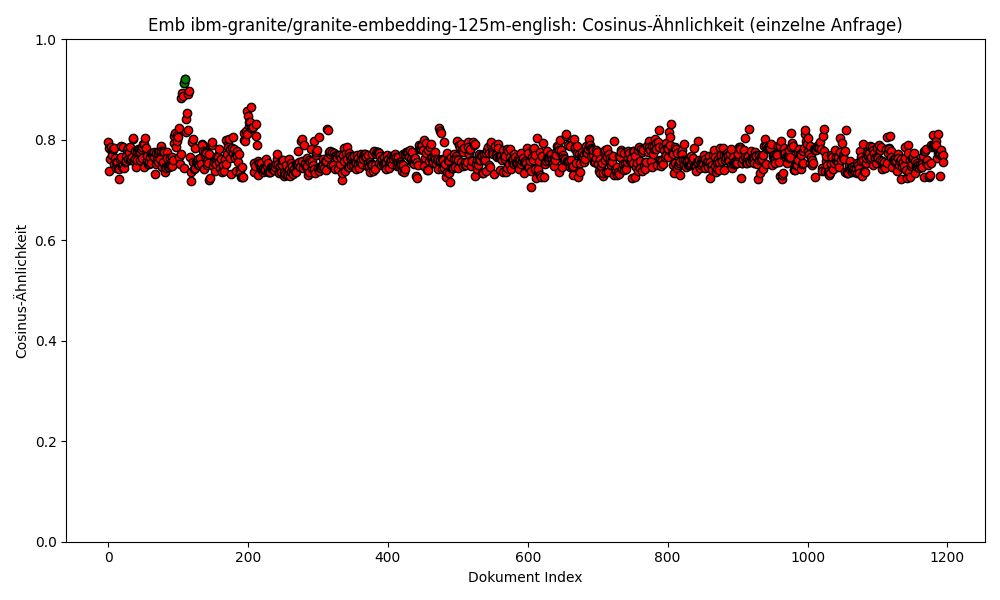 Emb ibm-granite/granite-embedding-125m-english: Cosinus-Ähnlichkeit (einzelne Anfrage)
1.0
0.8
0.6
0.4
0.2
0.0
Cosinus-Ähnlichkeit
0 200 400 600 800 1000 1200
Dokument Index